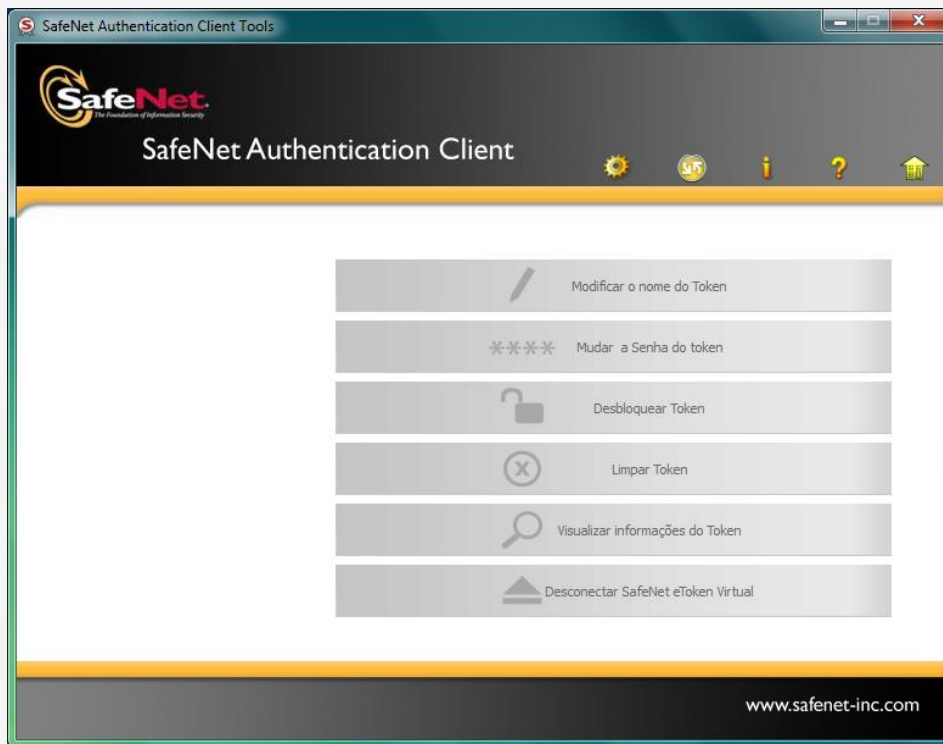 SafeNet Authentication Client Tools
SafeNet.
The Foundation of Information Security
SafeNet Authentication Client
Modificar o nome do Token
**** Mudar a Senha do token
Desbloquear Token
Limpar Token
Visualizar informações do Token
Desconectar SafeNet eToken Virtual
www.safenet-inc.com